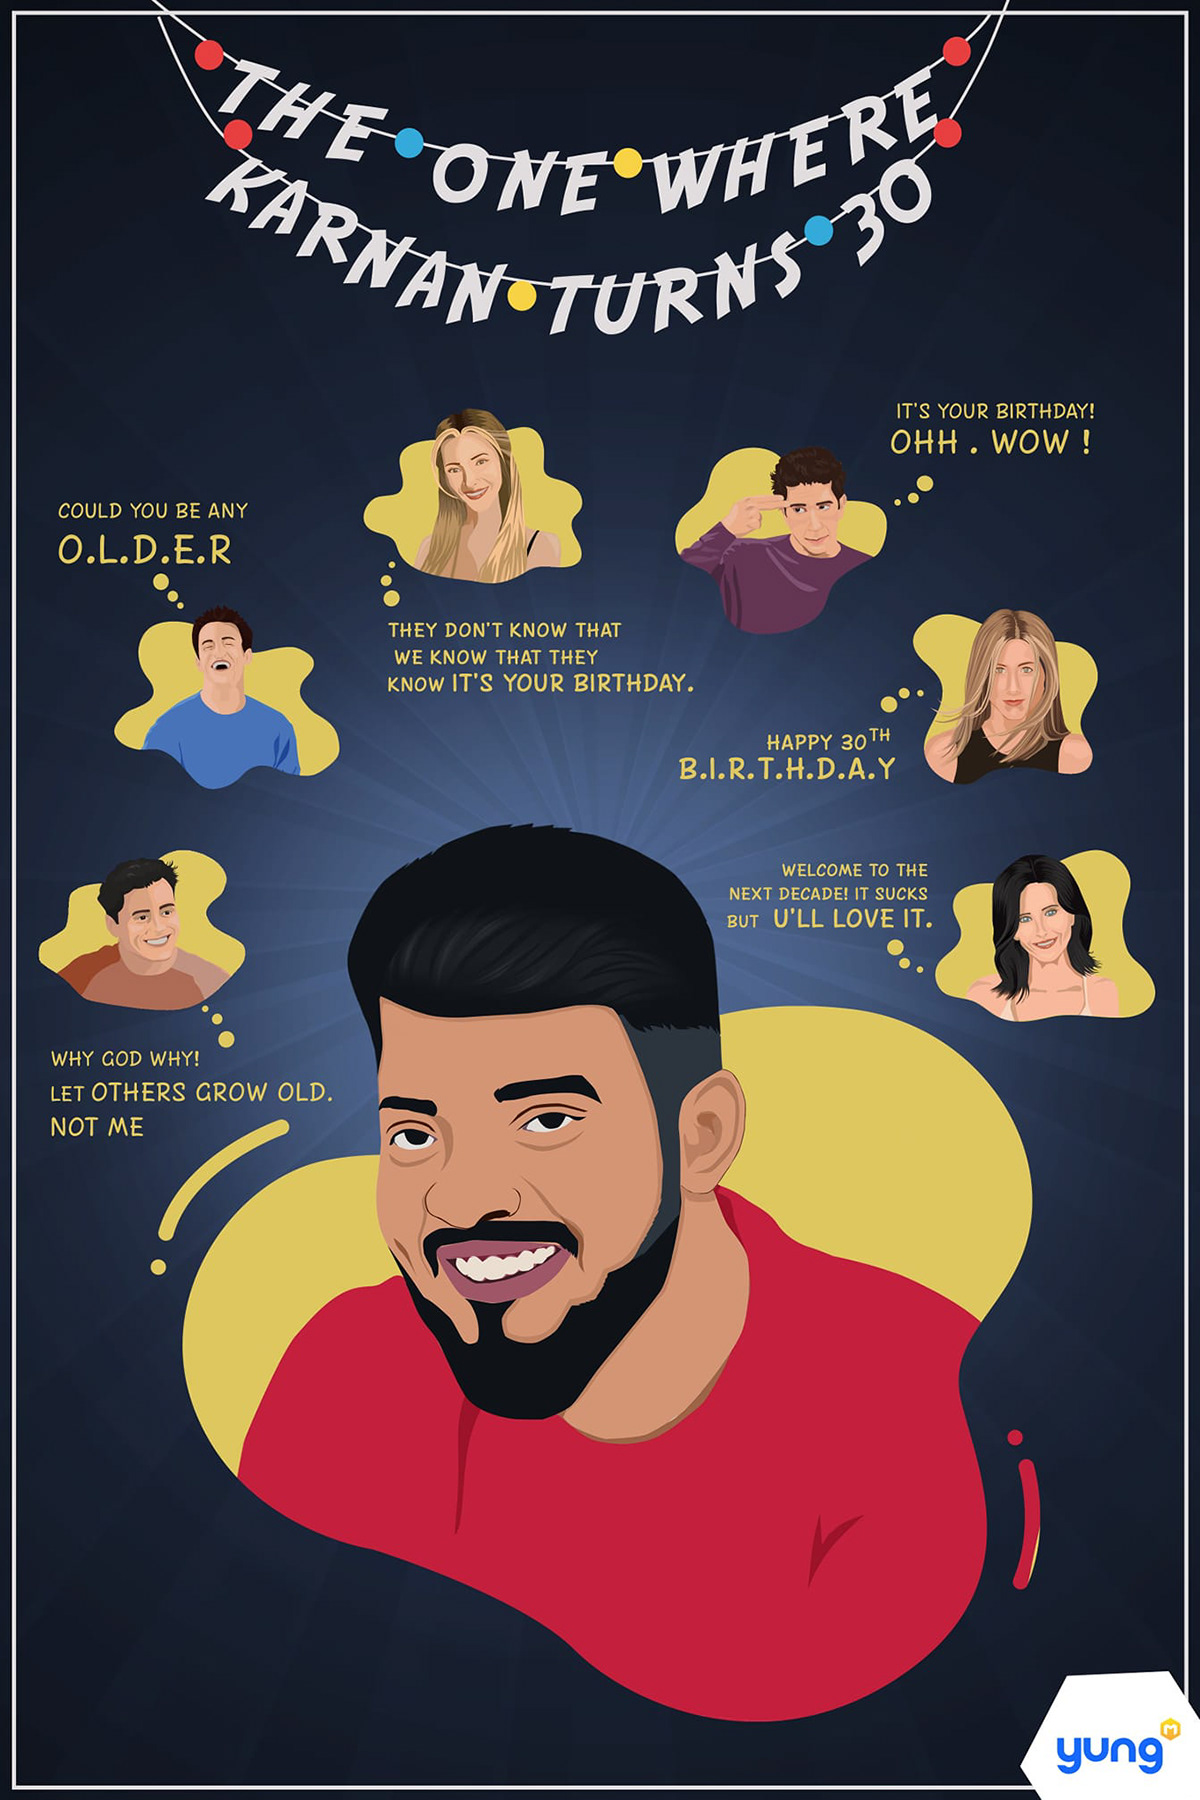 THE ONE WHERE
KARNAN TURNS 30
IT'S YOUR BIRTHDAY!
OHH . WOW !
COULD YOU BE ANY
O.L.D.E.R
THEY DON'T KNOW THAT
WE KNOW THAT THEY
KNOW IT'S YOUR BIRTHDAY.
HAPPY 30TH
B.I.R.T.H.D.A.Y
WELCOME TO THE
NEXT DECADE! IT SUCKS
BUT U'LL LOVE IT.
WHY GOD WHY!
LET OTHERS GROW OLD.
NOT ME
yung M